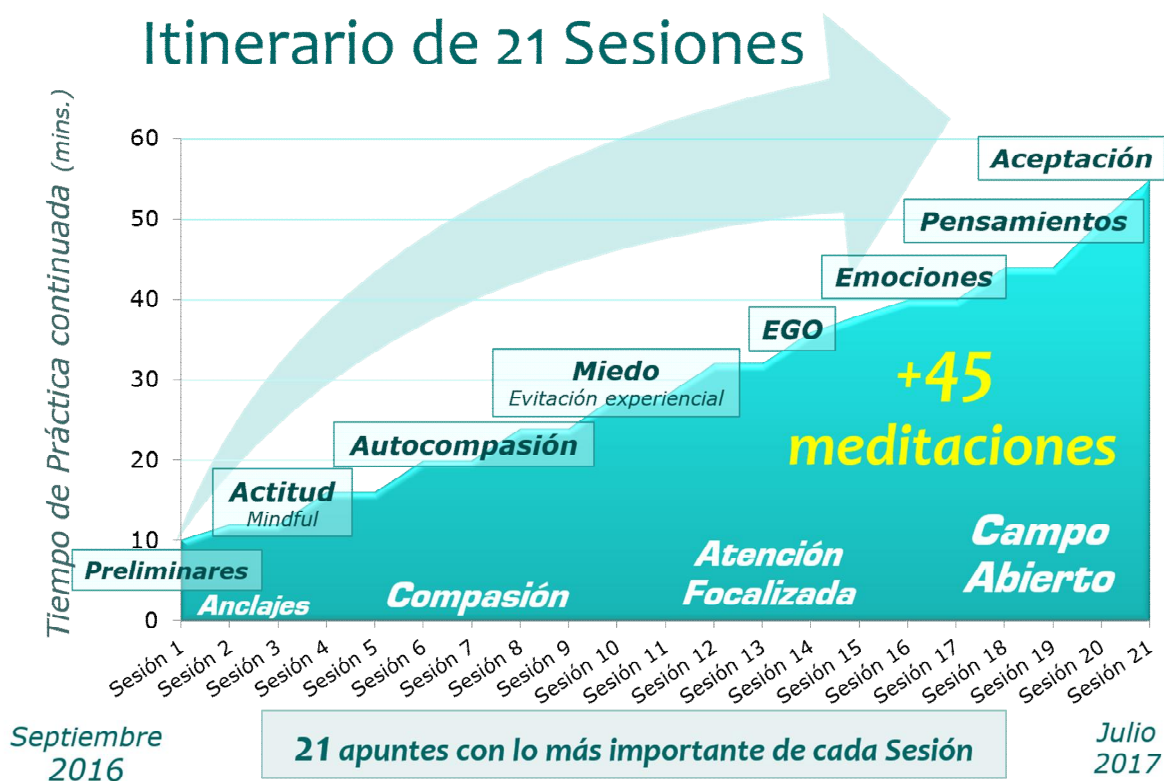 Itinerario de 21 Sesiones
Tiempo de Práctica continuada (mins.)
60
50
40
30
20
10
0
Aceptación
Pensamientos
Emociones
EGO
Miedo
Evitación experiencial
Autocompasión
Actitud
Mindful
Preliminares
+45
meditaciones
Anclajes
Compasión
Atención
Focalizada
Campo
Abierto
Sesión 1
Sesión 2
Sesión 3
Sesión 4
Sesión 5
Sesión 6
Sesión 7
Sesión 8
Sesión 9
Sesión 10
Sesión 11
Sesión 12
Sesión 13
Sesión 14
Sesión 15
Sesión 16
Sesión 17
Sesión 18
Sesión 19
Sesión 20
Sesión 21
Septiembre
2016
21 apuntes con lo más importante de cada Sesión
Julio
2017